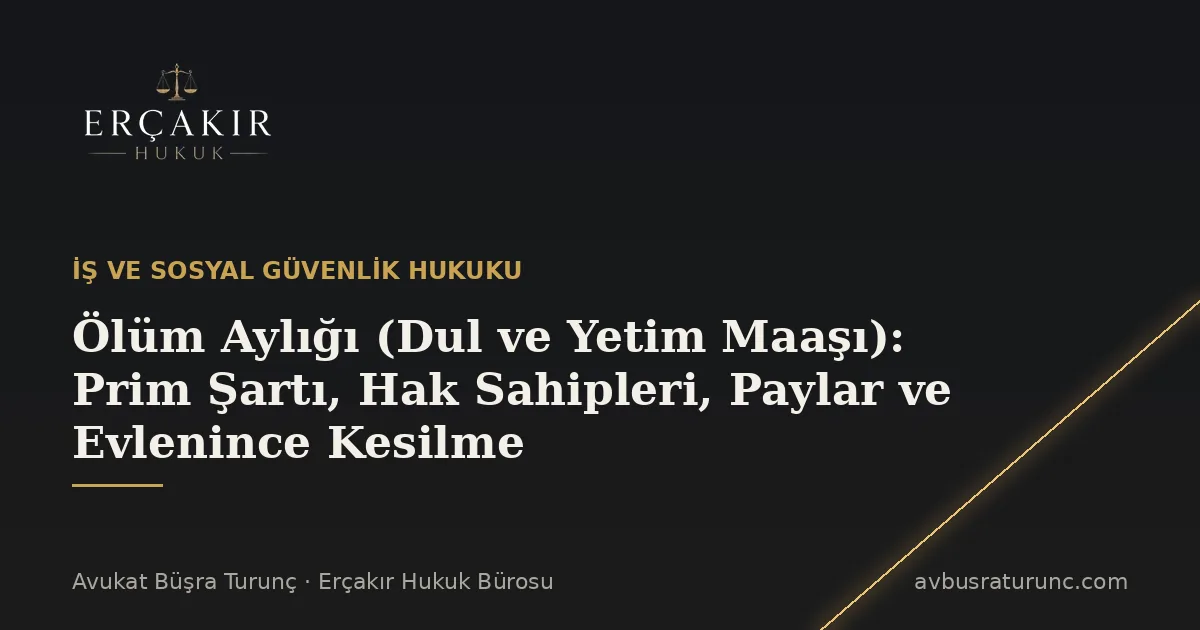 ERÇAKIR
HUKUK
İŞ VE SOSYAL GÜVENLİK HUKUKU
Ölüm Aylığı (Dul ve Yetim Maaşı):
Prim Şartı, Hak Sahipleri, Paylar ve
Evlenince Kesilme
Avukat Büşra Turunç · Erçakır Hukuk Bürosu
avbusraturunc.com